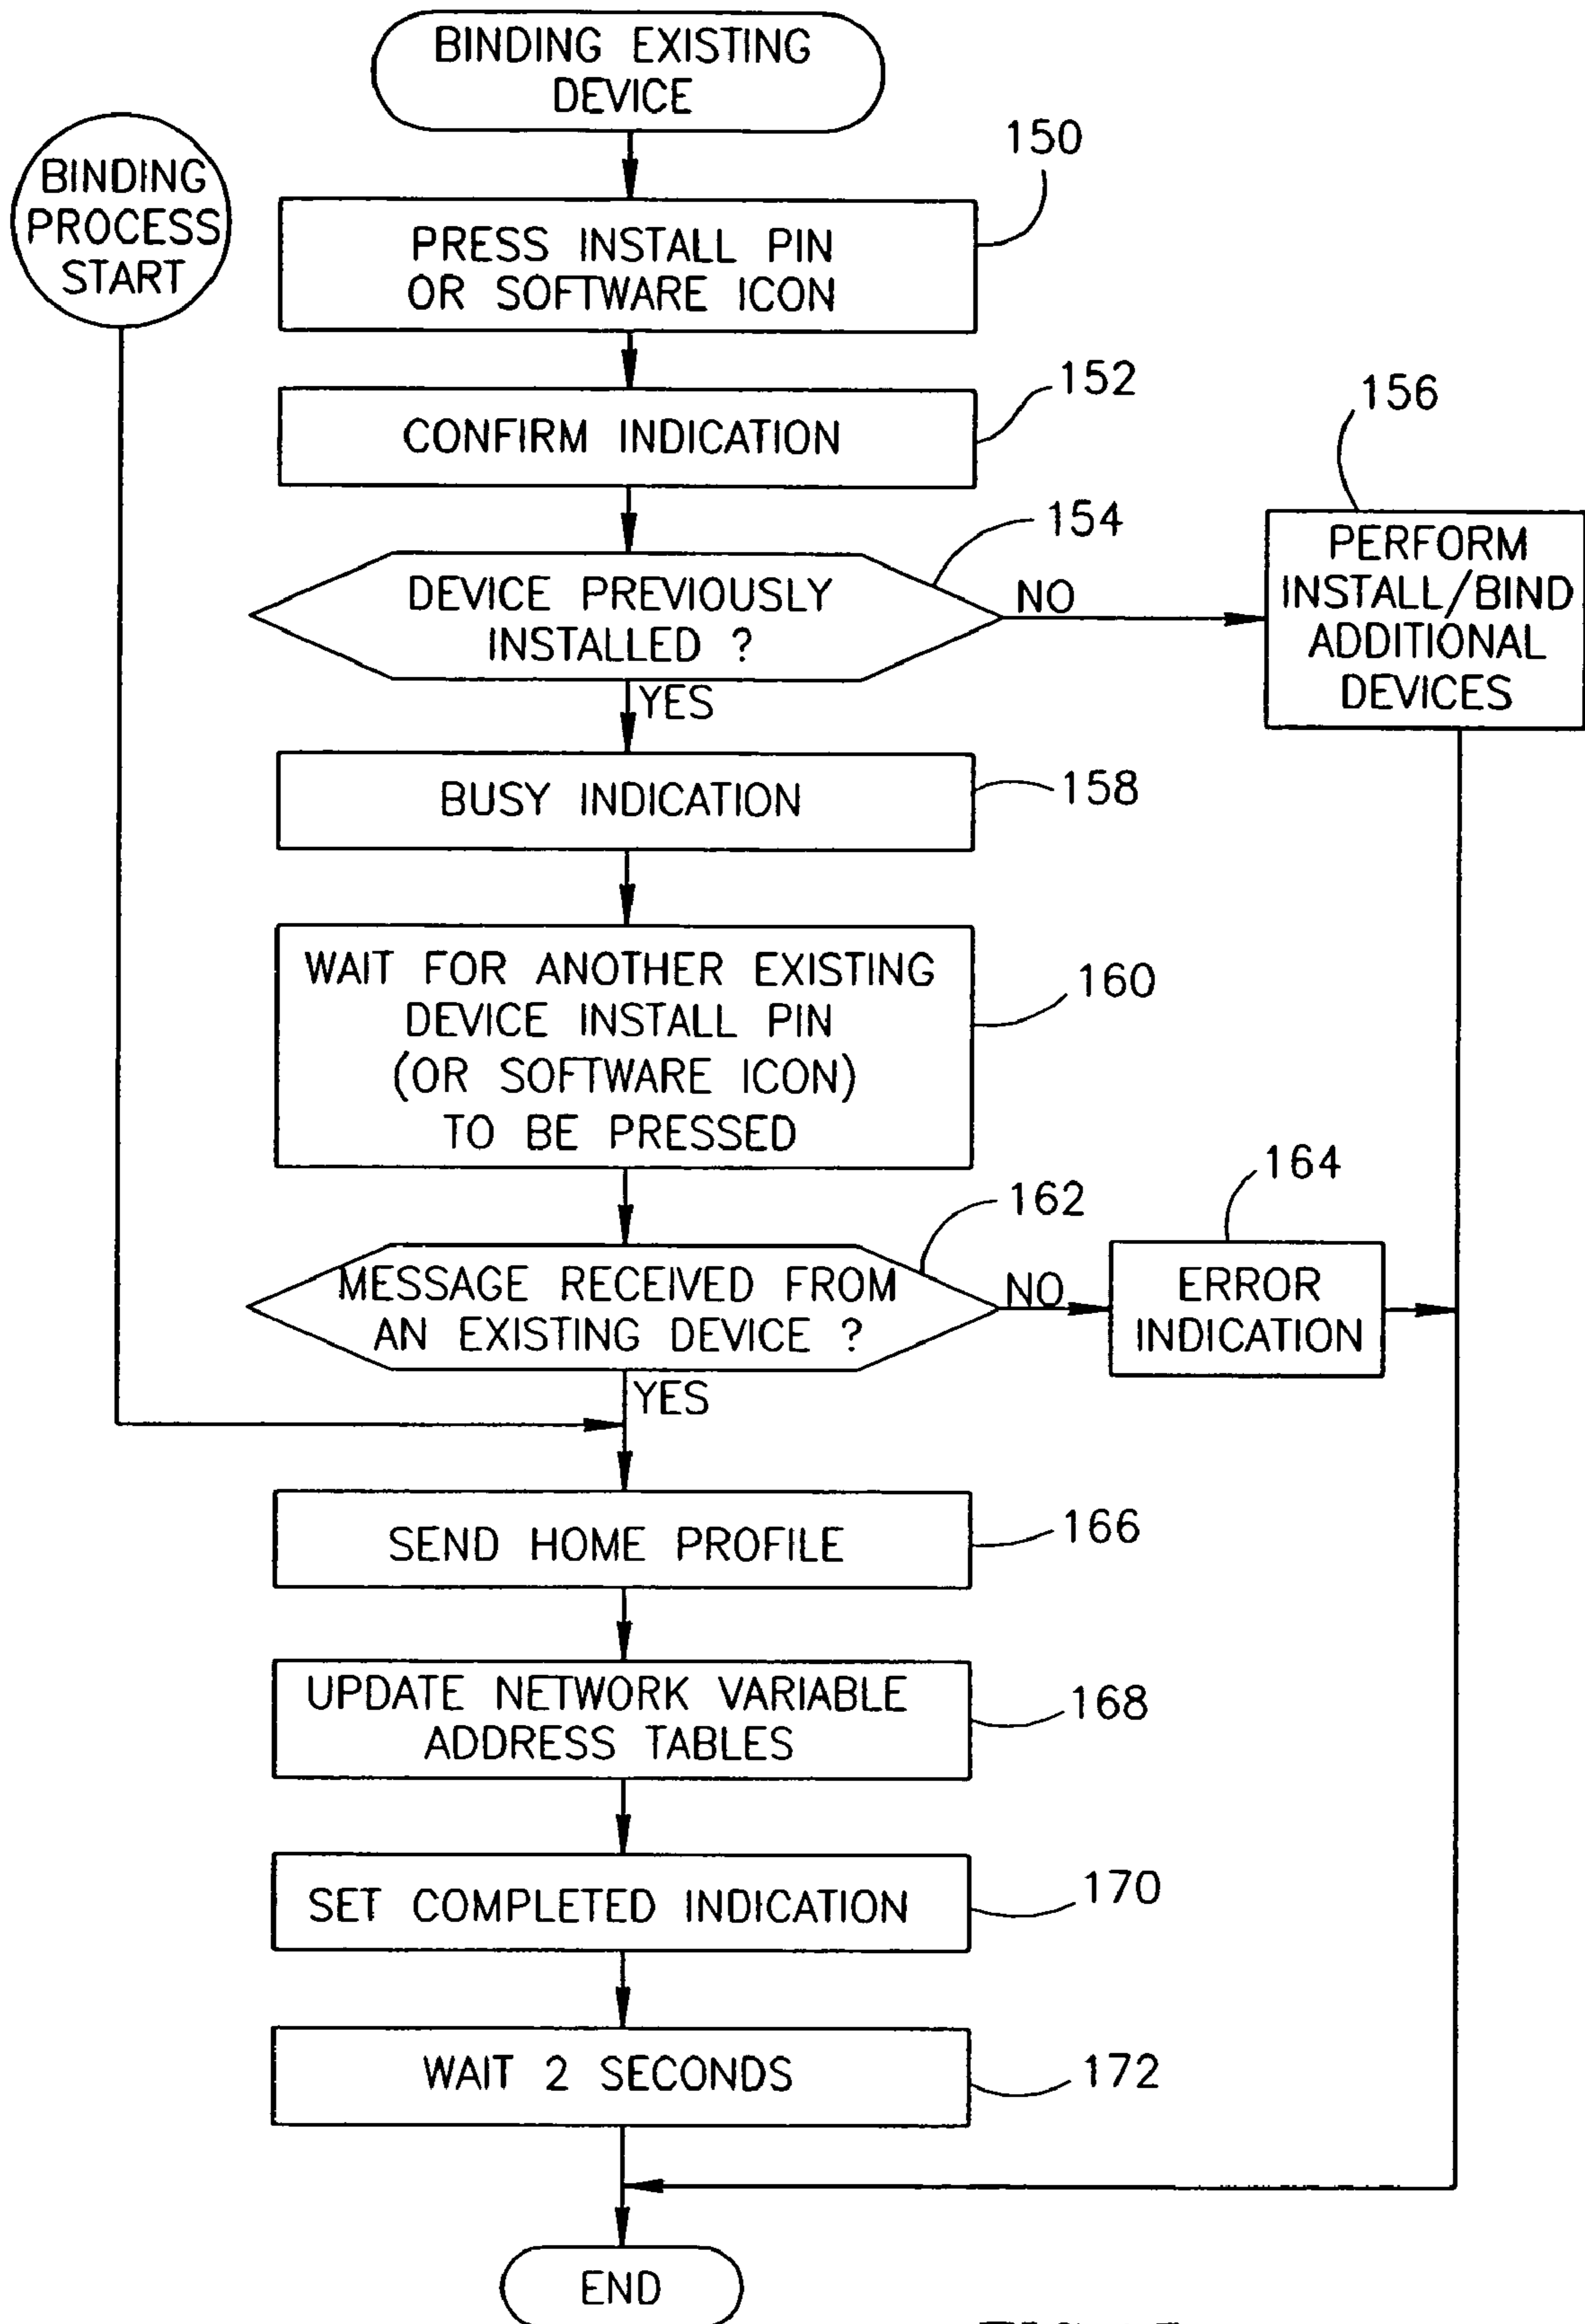 BINDING EXISTING
DEVICE
BINDING
PROCESS
START
150
PRESS INSTALL PIN
OR SOFTWARE ICON
152
CONFIRM INDICATION
154
DEVICE PREVIOUSLY
INSTALLED ?
NO
156
PERFORM
INSTALL/BIND
ADDITIONAL
DEVICES
YES
BUSY INDICATION
158
WAIT FOR ANOTHER EXISTING
DEVICE INSTALL PIN
(OR SOFTWARE ICON)
TO BE PRESSED
160
162
MESSAGE RECEIVED FROM
AN EXISTING DEVICE ?
NO
164
ERROR
INDICATION
YES
SEND HOME PROFILE
166
UPDATE NETWORK VARIABLE
ADDRESS TABLES
168
SET COMPLETED INDICATION
170
WAIT 2 SECONDS
172
END